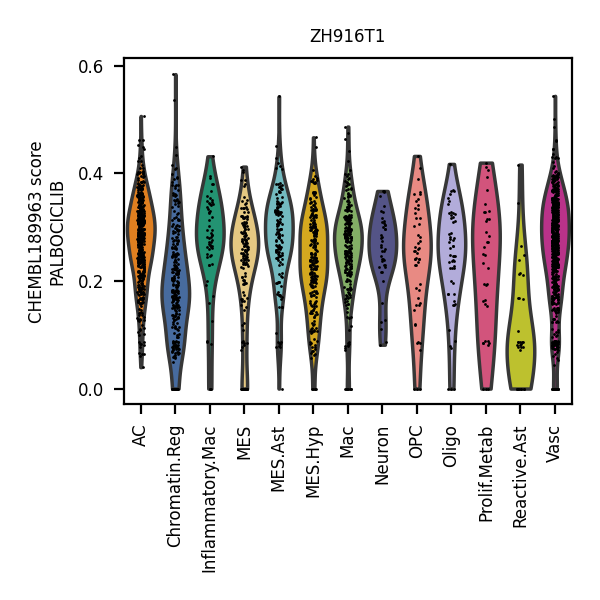 ZH916T1
CHEMBL189963 score
PALBOCICLIB
0.6
0.4
0.2
0.0
AC
Chromatin.Reg
Inflammatory.Mac
MES
MES.Ast
MES.Hyp
Mac
Neuron
OPC
Oligo
Prolif.Metab
Reactive.Ast
Vasc